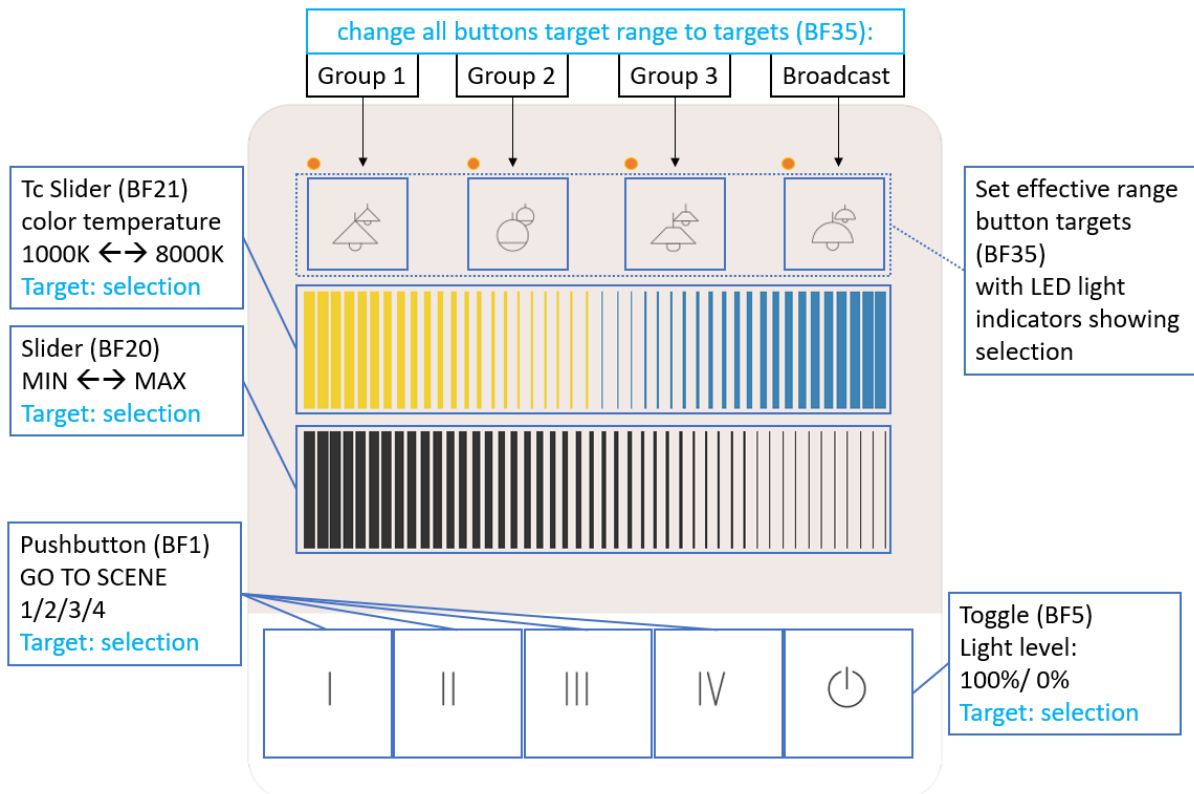 change all buttons target range to targets (BF35):
Group 1
Group 2
Group 3
Broadcast
Tc Slider (BF21)
color temperature
1000K ←→ 8000K
Target: selection
Set effective range
button targets
(BF35)
with LED light
indicators showing
selection
Slider (BF20)
MIN ←→ MAX
Target: selection
Pushbutton (BF1)
GO TO SCENE
1/2/3/4
Target: selection
Toggle (BF5)
Light level:
100%/ 0%
Target: selection
I
II
III
IV